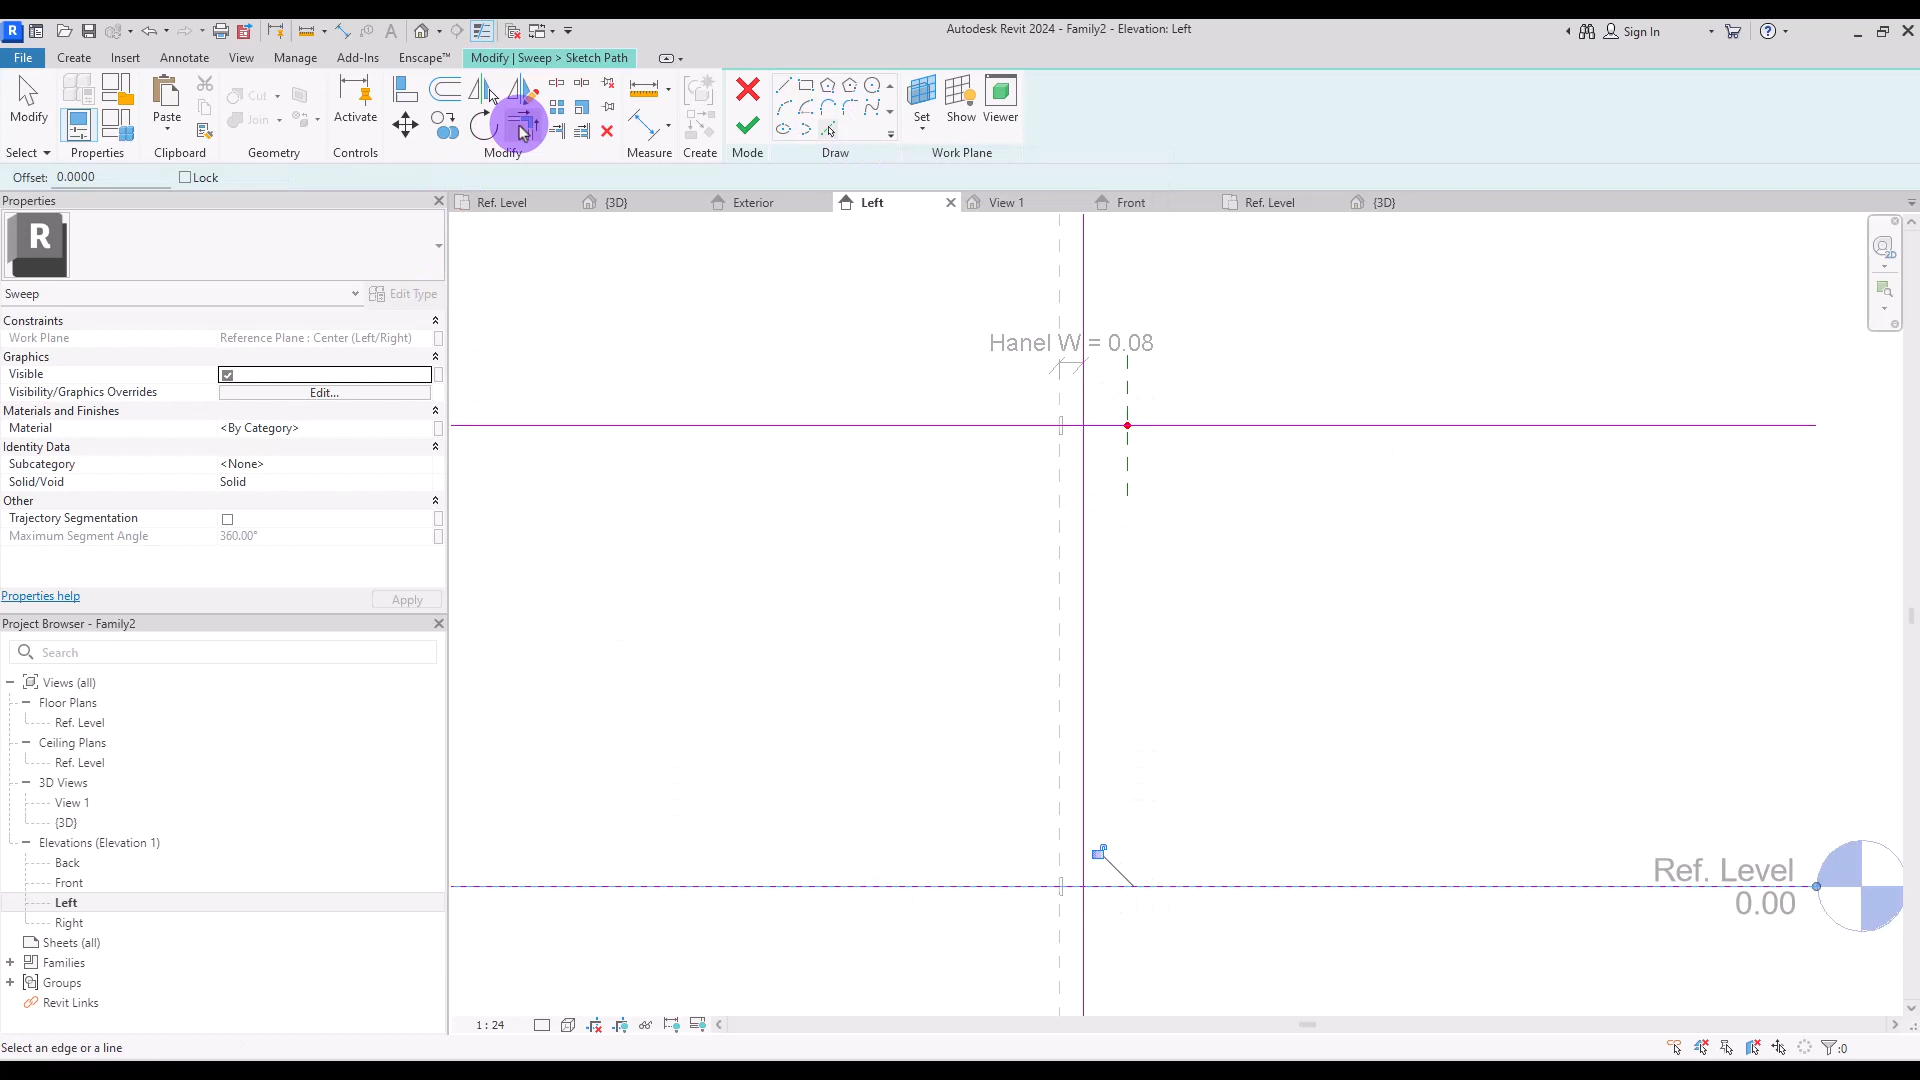 Autodesk Revit 2024 - Family2 - Elevation: Left
Sign In
File
Create
Insert
Annotate
View
Manage
Add-Ins
Enscape™
Modify | Sweep > Sketch Path
Modify
Paste
Cut
Join
Activate
Set
Show
Viewer
Select
Properties
Clipboard
Geometry
Controls
Modify
Measure
Create
Mode
Draw
Work Plane
Offset:
0.0000
Lock
Properties
Ref. Level
{3D}
Exterior
Left
View 1
Front
Ref. Level
{3D}
R
Sweep
Edit Type
Constraints
Work Plane
Reference Plane : Center (Left/Right)
Graphics
Visible
Visibility/Graphics Overrides
Edit...
Materials and Finishes
Material
<By Category>
Identity Data
Subcategory
<None>
Solid/Void
Solid
Other
Trajectory Segmentation
Maximum Segment Angle
360.00°
Properties help
Apply
Project Browser - Family2
Search
Views (all)
Floor Plans
Ref. Level
Ceiling Plans
Ref. Level
3D Views
View 1
{3D}
Elevations (Elevation 1)
Back
Front
Left
Right
Sheets (all)
Families
Groups
Revit Links
Hanel W = 0.08
Ref. Level
0.00
2D
1 : 24
Select an edge or a line
:0